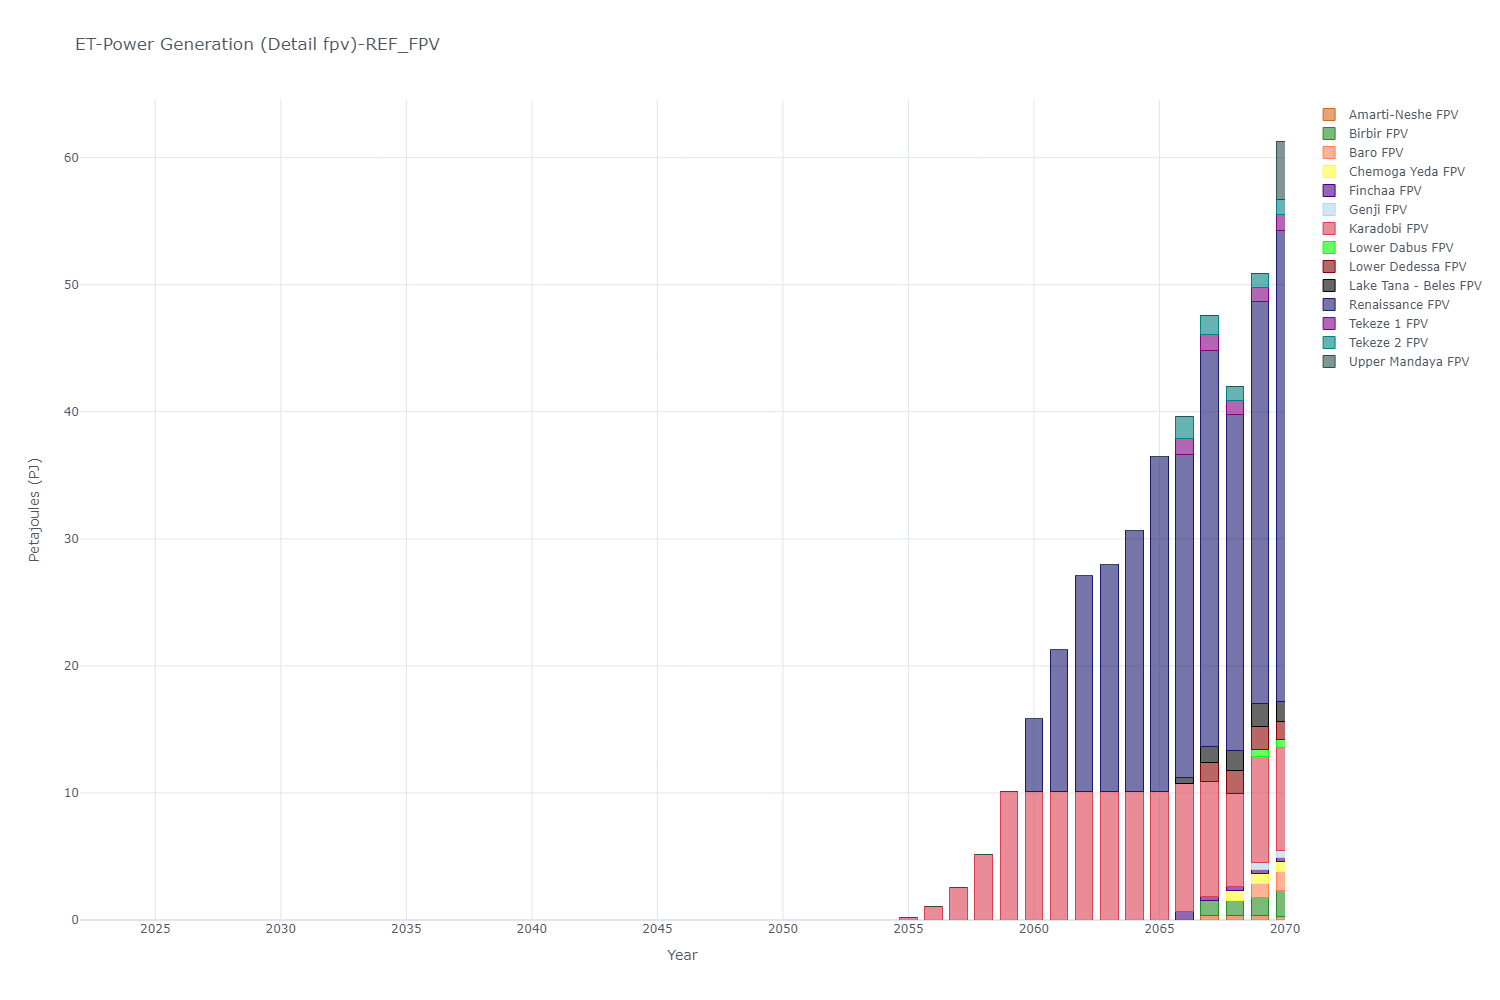 ET-Power Generation (Detail fpv)-REF_FPV
Petajoules (PJ)
60
50
40
30
20
10
0
2025
2030
2035
2040
2045
2050
2055
2060
2065
2070
Year
Amarti-Neshe FPV
Birbir FPV
Baro FPV
Chemoga Yeda FPV
Finchaa FPV
Genji FPV
Karadobi FPV
Lower Dabus FPV
Lower Dedessa FPV
Lake Tana - Beles FPV
Renaissance FPV
Tekeze 1 FPV
Tekeze 2 FPV
Upper Mandaya FPV